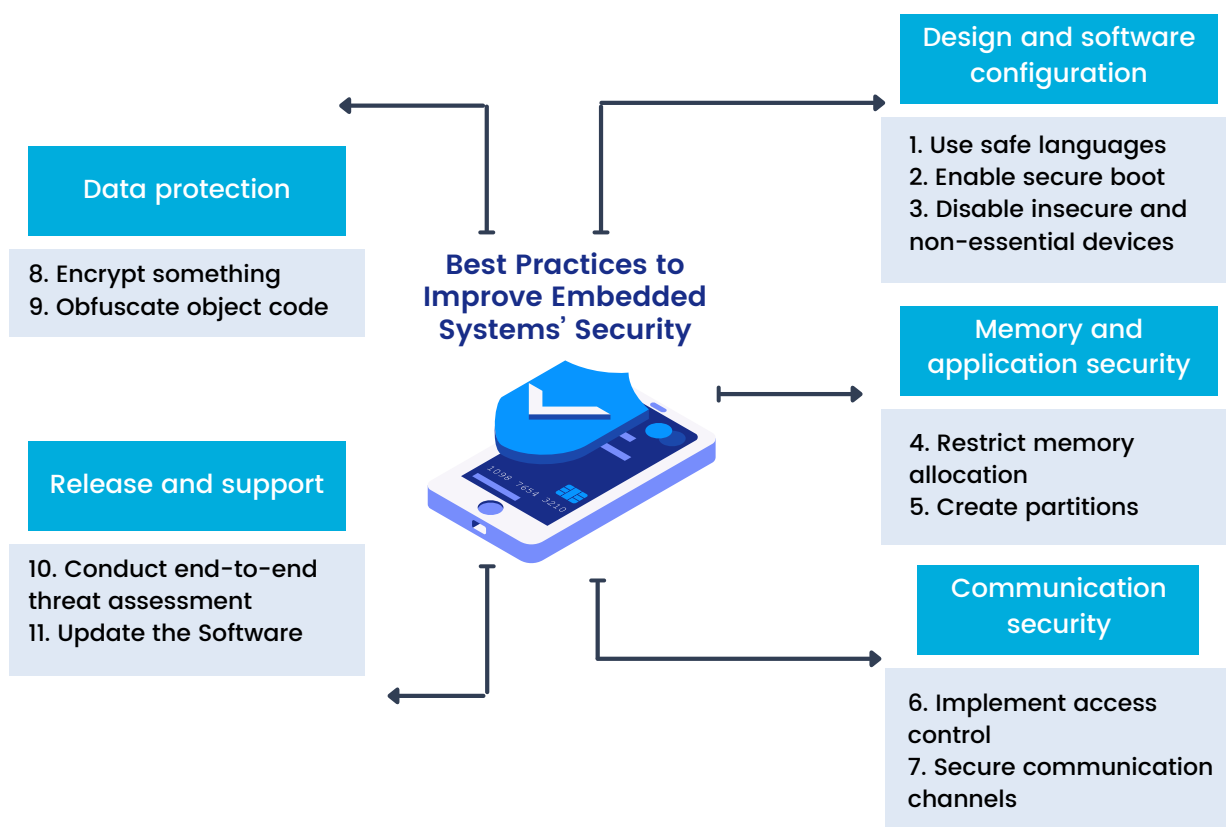 Best Practices to
Improve Embedded
Systems’ Security
1098 7654 3210
Design and software
configuration
1. Use safe languages
2. Enable secure boot
3. Disable insecure and
non-essential devices
Memory and
application security
4. Restrict memory
allocation
5. Create partitions
Communication
security
6. Implement access
control
7. Secure communication
channels
Data protection
8. Encrypt something
9. Obfuscate object code
Release and support
10. Conduct end-to-end
threat assessment
11. Update the Software